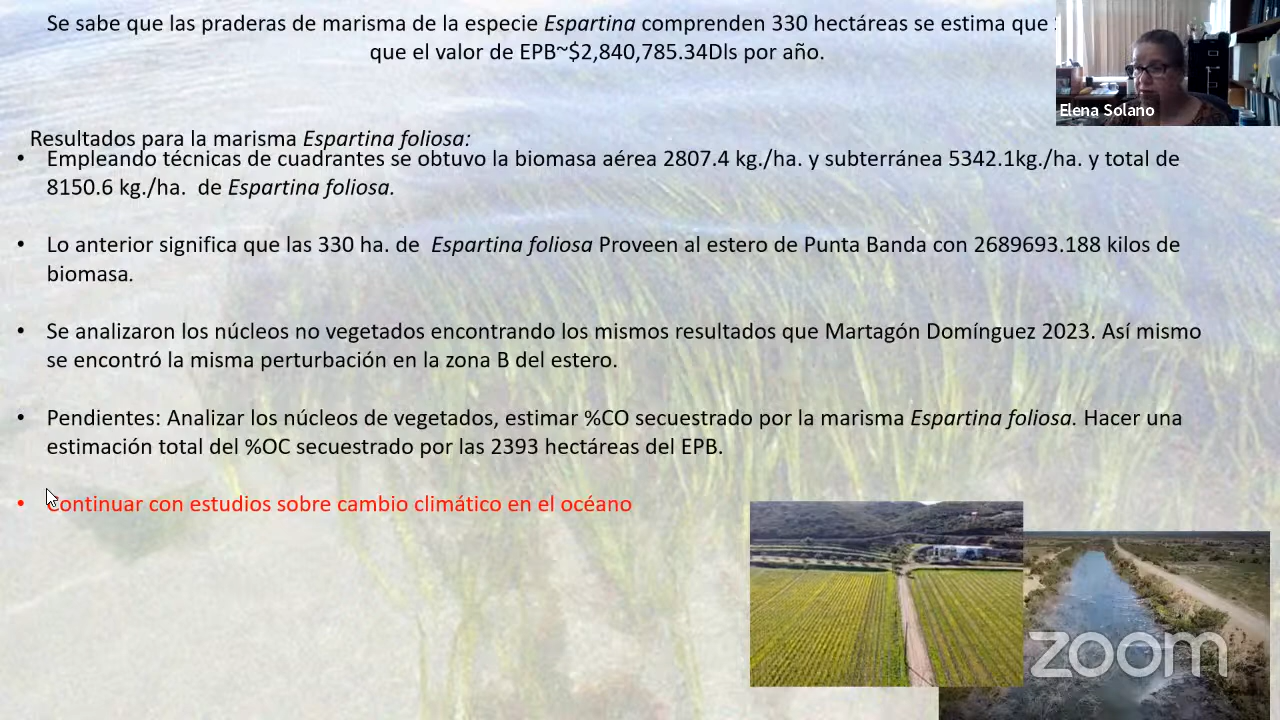 Se sabe que las praderas de marisma de la especie Espartina comprenden 330 hectáreas se estima que
que el valor de EPB~$2,840,785.34Dls por año.
Elena Solano
Resultados para la marisma Espartina foliosa:
• Empleando técnicas de cuadrantes se obtuvo la biomasa aérea 2807.4 kg./ha. y subterránea 5342.1kg./ha. y total de
8150.6 kg./ha. de Espartina foliosa.
• Lo anterior significa que las 330 ha. de Espartina foliosa Proveen al estero de Punta Banda con 2689693.188 kilos de
biomasa.
• Se analizaron los núcleos no vegetados encontrando los mismos resultados que Martagón Domínguez 2023. Así mismo
se encontró la misma perturbación en la zona B del estero.
• Pendientes: Analizar los núcleos de vegetados, estimar %CO secuestrado por la marisma Espartina foliosa. Hacer una
estimación total del %OC secuestrado por las 2393 hectáreas del EPB.
• Continuar con estudios sobre cambio climático en el océano
zoom